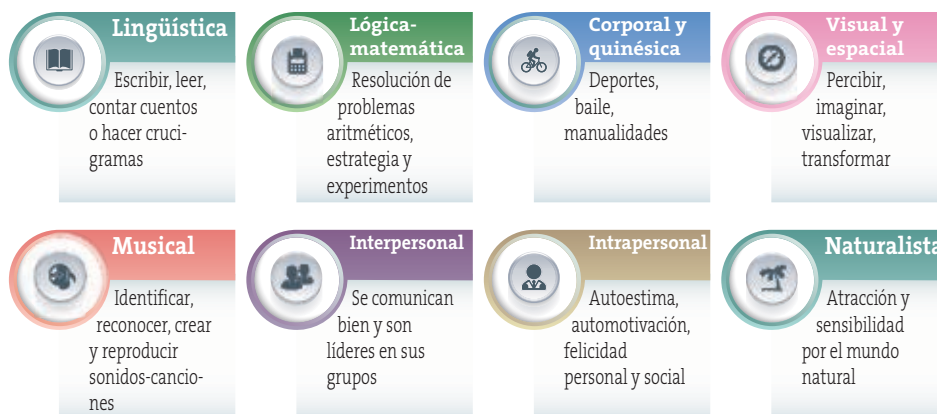 Lingüística
Escribir, leer,
contar cuentos
o hacer cruci-
gramas
Lógica-
matemática
Resolución de
problemas
aritméticos,
estrategia y
experimentos
Corporal y
quinésica
Deportes,
baile,
manualidades
Visual y
espacial
Percibir,
imaginar,
visualizar,
transformar
Musical
Identificar,
reconocer, crear
y reproducir
sonidos-cancio-
nes
Interpersonal
Se comunican
bien y son
líderes en sus
grupos
Intrapersonal
Autoestima,
automotivación,
felicidad
personal y social
Naturalista
Atracción y
sensibilidad
por el mundo
natural